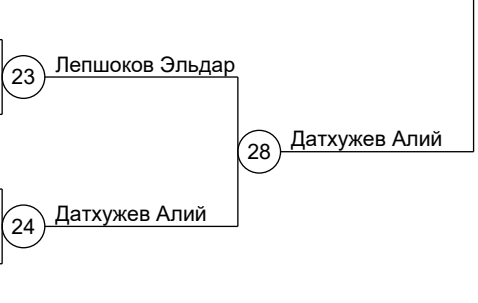 Лепшоков Эльдар
23
Датхужев Алий
28
Датхужев Алий
24